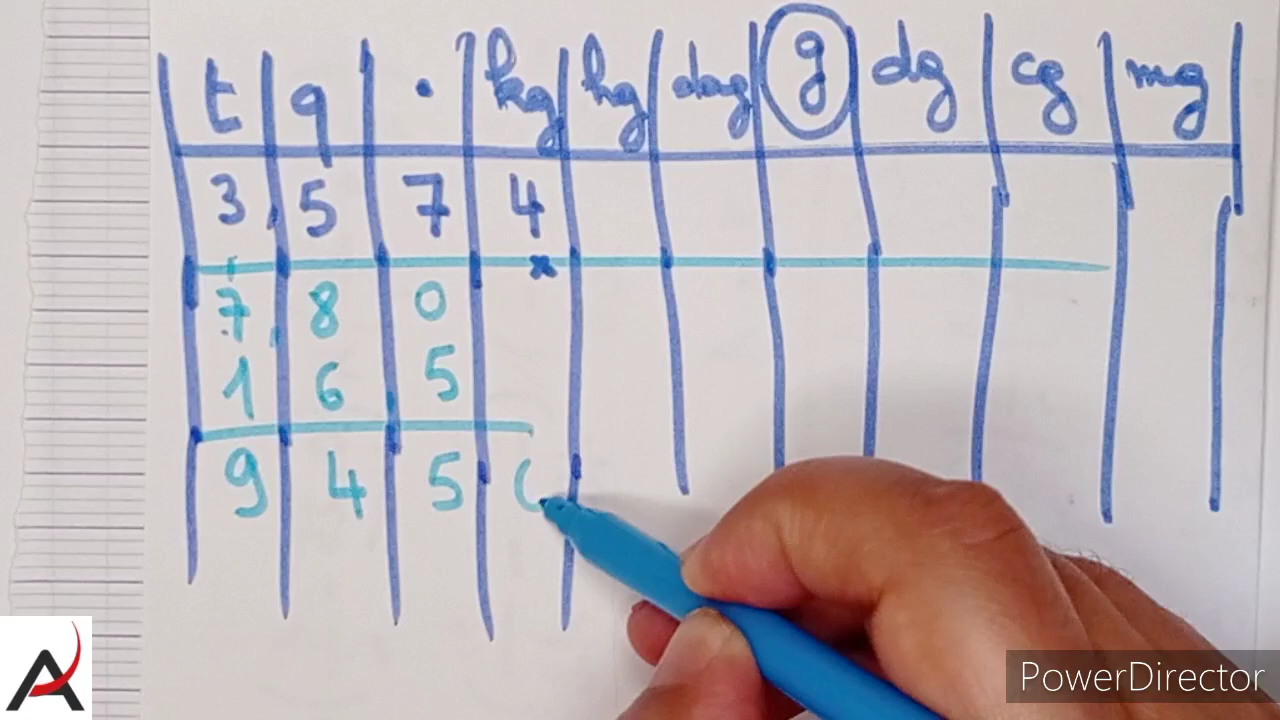 t q . kg hg dag g dg cg mg
3, 5 7 4
7, 8 0
1 6 5
9 4 5
PowerDirector